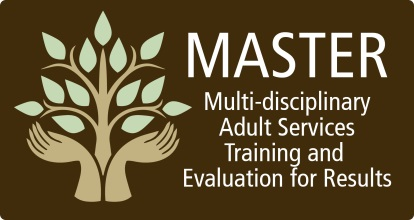 MASTER
Multi-disciplinary
Adult Services
Training and
Evaluation for Results